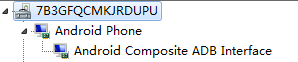 7B3GFQCMKJRDUPU
Android Phone
Android Composite ADB Interface